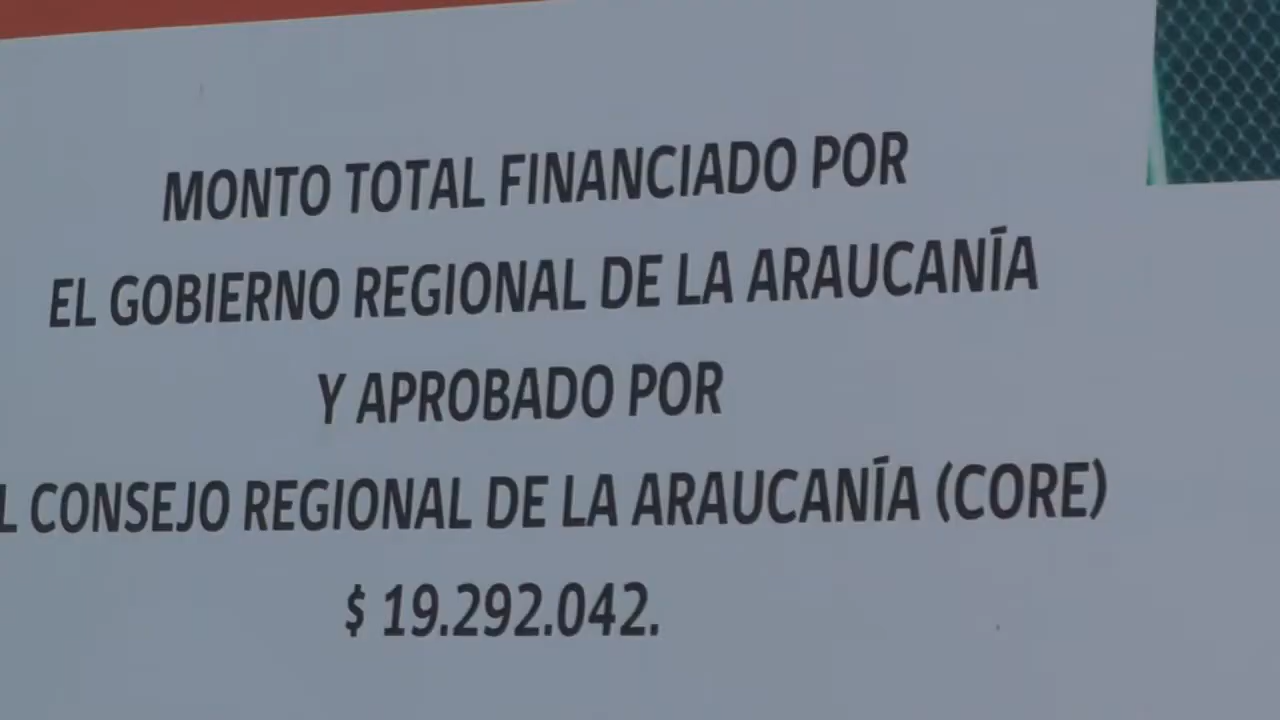 MONTO TOTAL FINANCIADO POR
EL GOBIERNO REGIONAL DE LA ARAUCANÍA
Y APROBADO POR
L CONSEJO REGIONAL DE LA ARAUCANÍA (CORE)
$ 19.292.042.